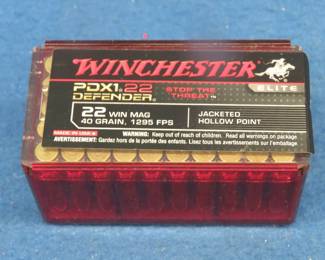 WINCHESTER
PDX1.22
DEFENDER
STOP THE
THREAT™
ELITE
22 WIN MAG
40 GRAIN, 1295 FPS
JACKETED
HOLLOW POINT
MADE IN USA
WARNING: Keep out of reach of children. Read all warnings on package
AVERTISSEMENT: Gardez hors de la portée des enfants. Lisez tous les avertissements
sur l'emballage